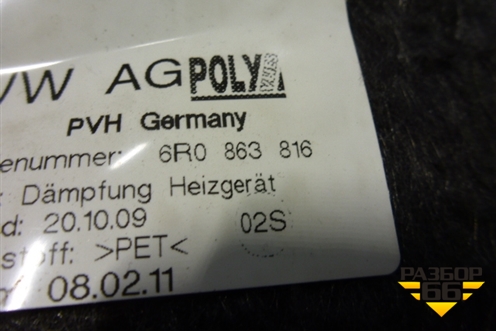 VW AG POLY
PVH Germany
enummer: 6R0 863 816
: Dämpfung Heizgerät
d: 20.10.09 02S
stoff: >PET<
08.02.11
РАЗБОР
66